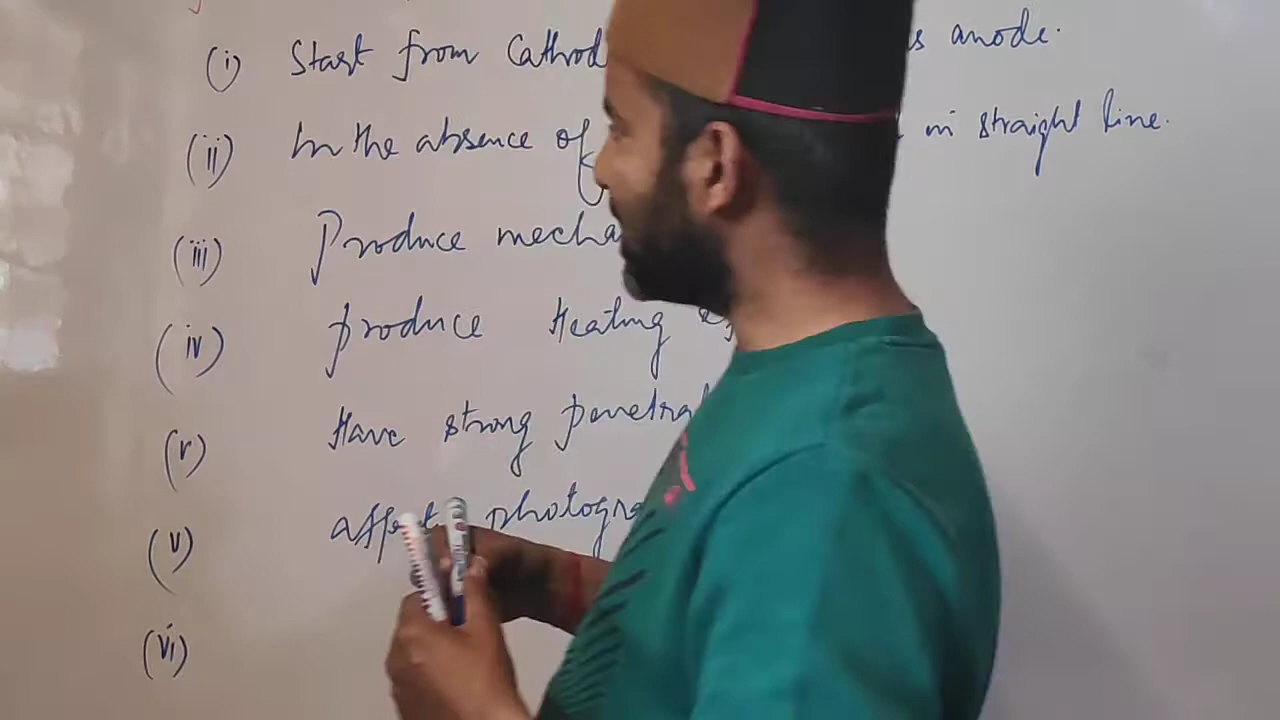 (i) Start from Cathod s anode.
(ii) In the absence of in straight line.
(iii) Produce mecha
(iv) produce Heating
(v) Have strong penetrat
(v) affect photogra
(vi)